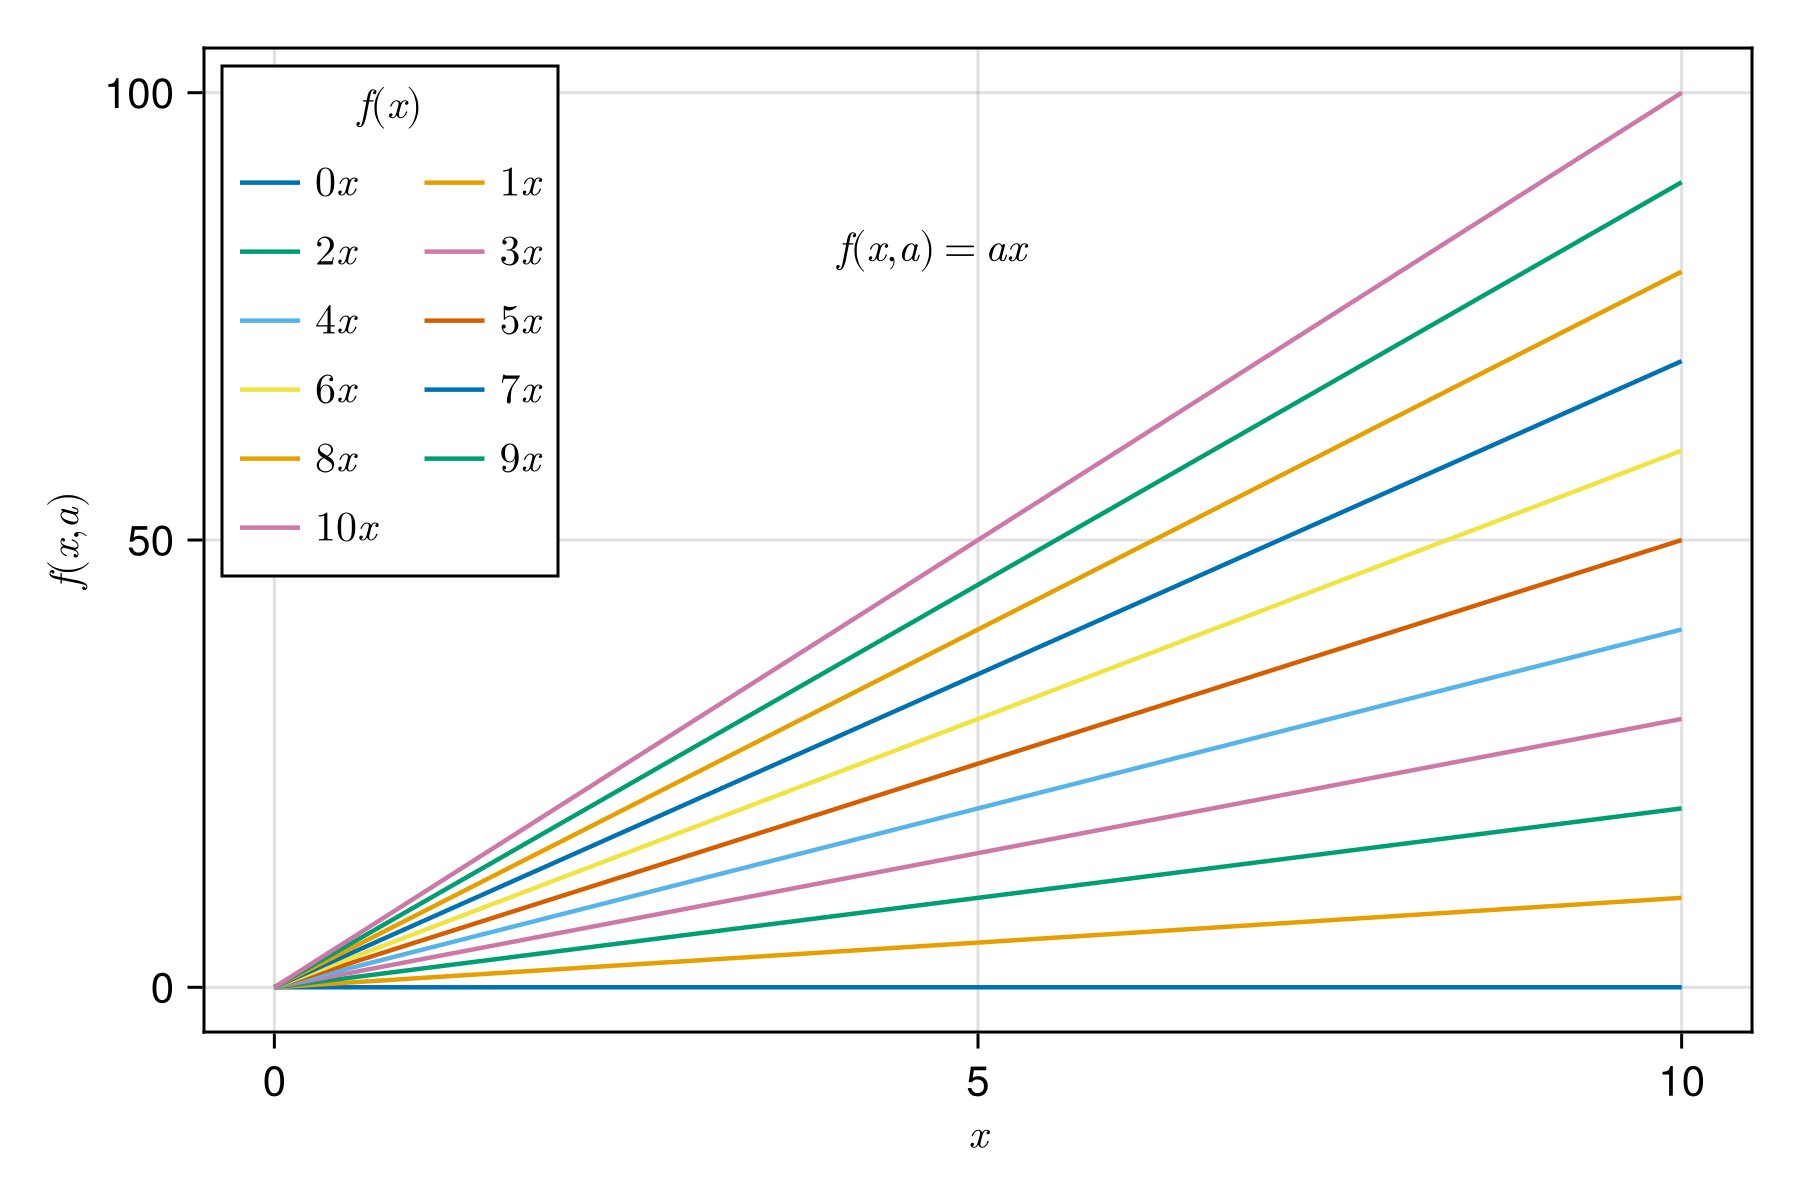 f(x)
0x 1x
2x 3x
4x 5x
6x 7x
8x 9x
10x
f(x,a) = ax
100
50
0
f(x,a)
0 5 10
x